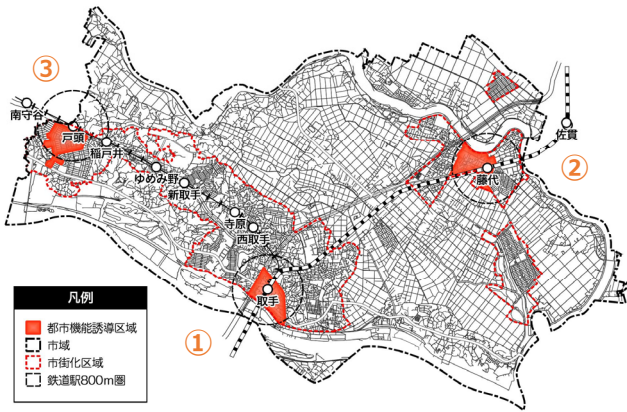 ③
南守谷
戸頭
稲戸井
ゆめみ野
新取手
寺原
西取手
取手
①
佐貫
②
藤代
凡例
都市機能誘導区域
市域
市街化区域
鉄道駅800m圏